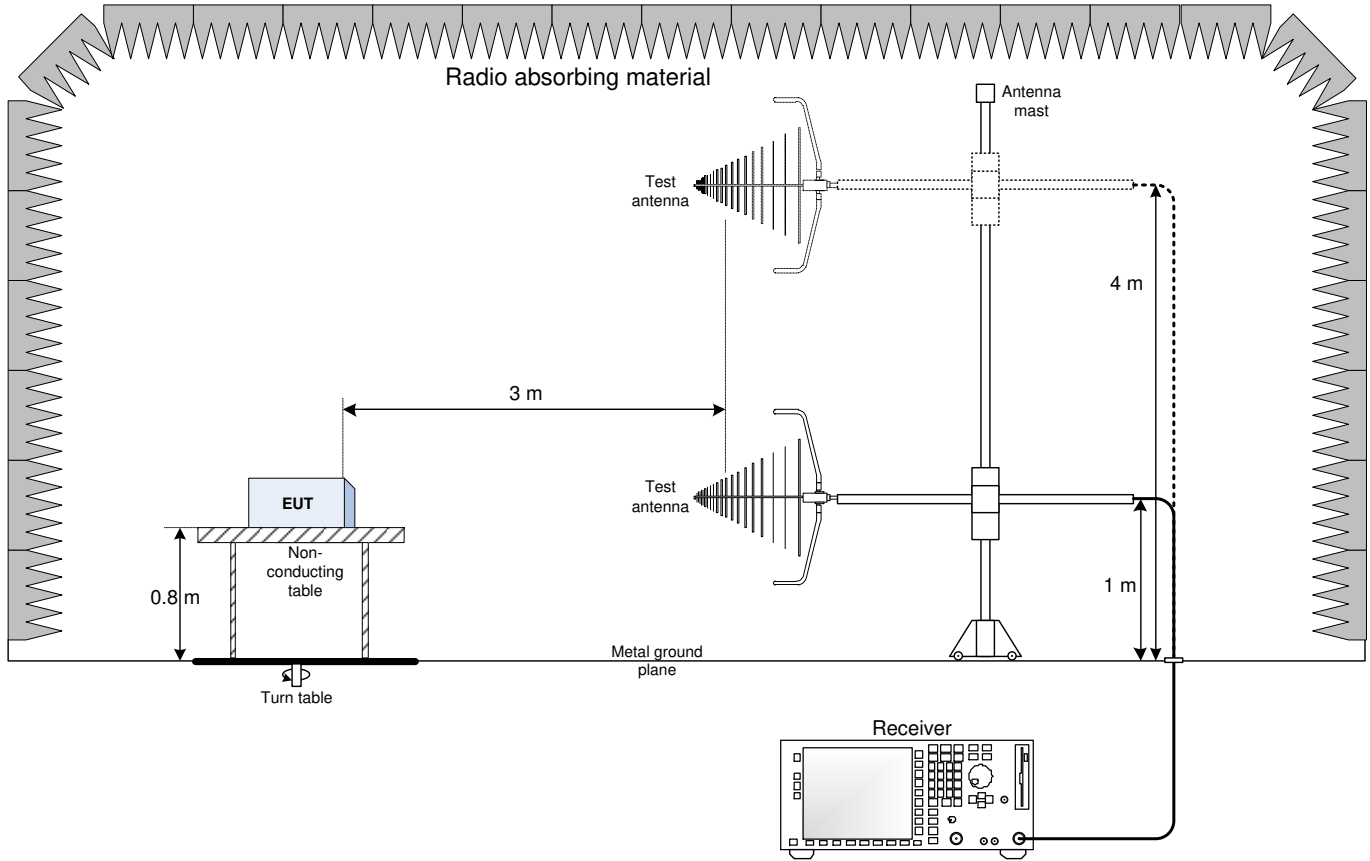 Radio absorbing material
Antenna
mast
Test
antenna
4 m
3 m
Test
antenna
EUT
Non-
conducting
table
0.8 m
1 m
Metal ground
plane
Turn table
Receiver